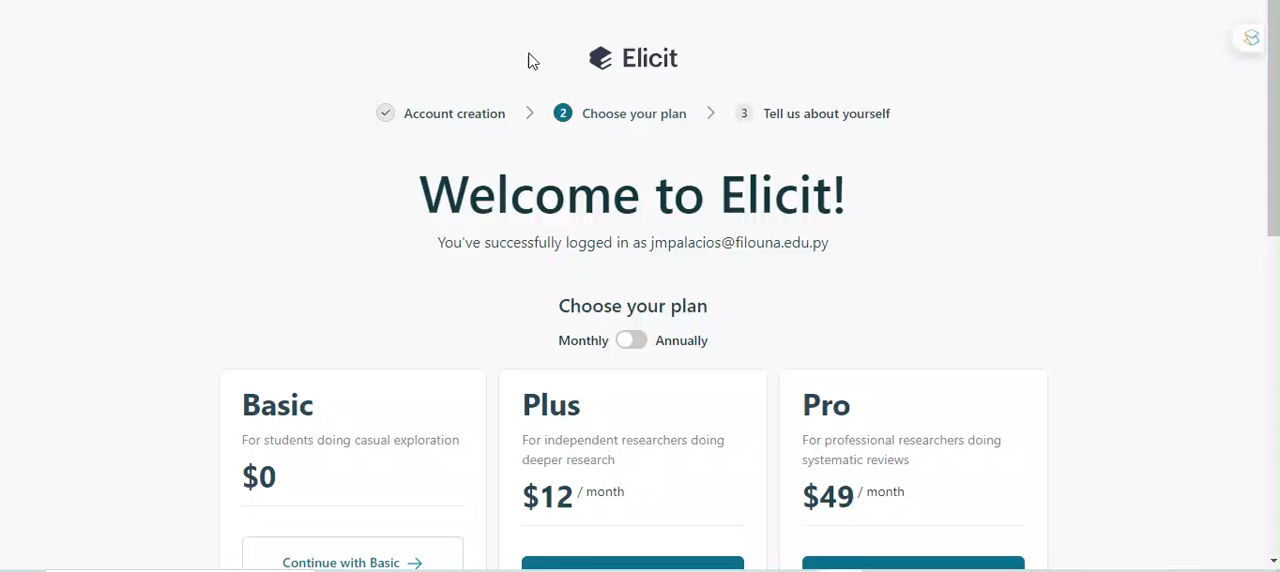 Elicit
Account creation
2 Choose your plan
3 Tell us about yourself
Welcome to Elicit!
You've successfully logged in as jmpalacios@filouna.edu.py
Choose your plan
Monthly Annually
Basic
For students doing casual exploration
$0
Continue with Basic
Plus
For independent researchers doing
deeper research
$12 / month
Pro
For professional researchers doing
systematic reviews
$49 / month